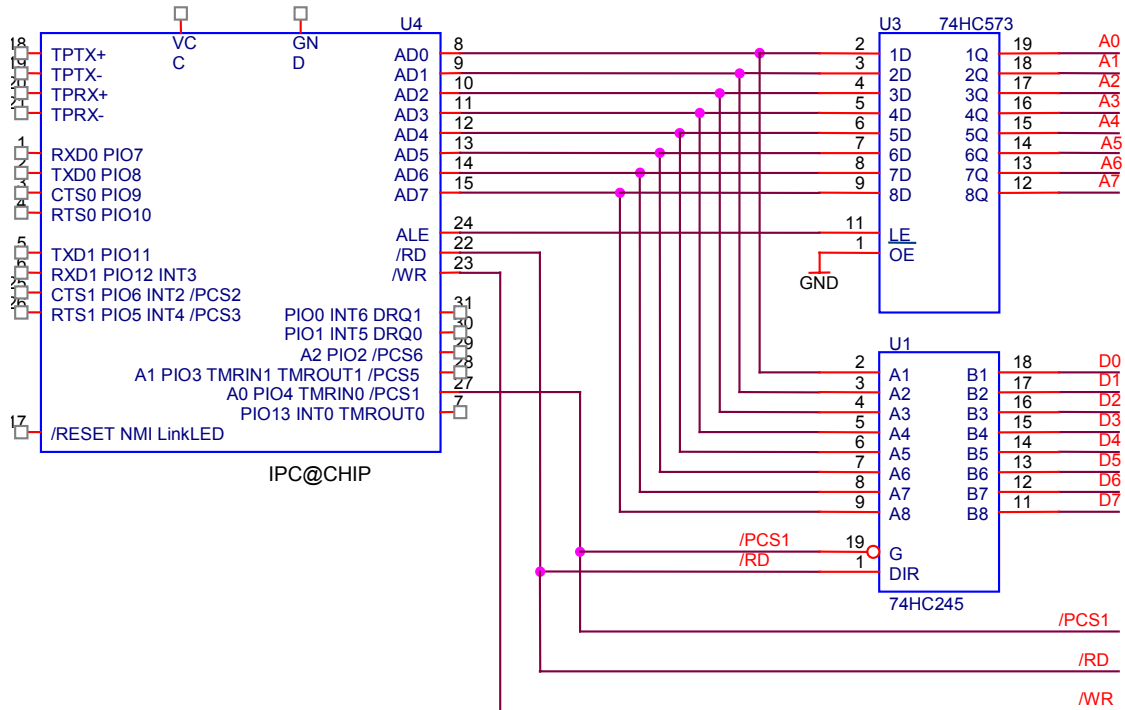 U4
VC
C
GN
D
18 TPTX+
19 TPTX-
20 TPRX+
21 TPRX-
1 RXD0 PIO7
2 TXD0 PIO8
3 CTS0 PIO9
4 RTS0 PIO10
5 TXD1 PIO11
6 RXD1 PIO12 INT3
25 CTS1 PIO6 INT2 /PCS2
26 RTS1 PIO5 INT4 /PCS3
17 /RESET NMI LinkLED
AD0 8
AD1 9
AD2 10
AD3 11
AD4 12
AD5 13
AD6 14
AD7 15
ALE 24
/RD 22
/WR 23
PIO0 INT6 DRQ1 31
PIO1 INT5 DRQ0 30
A2 PIO2 /PCS6 29
A1 PIO3 TMRIN1 TMROUT1 /PCS5 28
A0 PIO4 TMRIN0 /PCS1 27
PIO13 INT0 TMROUT0 7
IPC@CHIP
U3 74HC573
2 1D 1Q 19 A0
3 2D 2Q 18 A1
4 3D 3Q 17 A2
5 4D 4Q 16 A3
6 5D 5Q 15 A4
7 6D 6Q 14 A5
8 7D 7Q 13 A6
9 8D 8Q 12 A7
11 LE
1 OE
GND
U1
2 A1 B1 18 D0
3 A2 B2 17 D1
4 A3 B3 16 D2
5 A4 B4 15 D3
6 A5 B5 14 D4
7 A6 B6 13 D5
8 A7 B7 12 D6
9 A8 B8 11 D7
/PCS1 19 G
/RD 1 DIR
74HC245
/PCS1
/RD
/WR